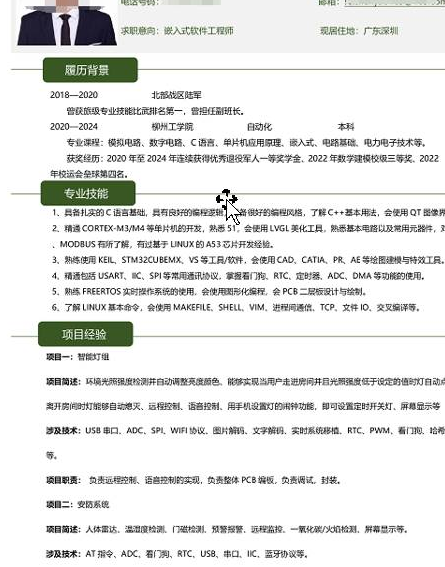 电话号码：
邮箱：
求职意向：嵌入式软件工程师
现居住地：广东深圳
履历背景
2018—2020 北部战区陆军
曾获旅级专业技能比武排名第一，曾担任副班长。
2020—2024 柳州工学院 自动化 本科
专业课程：模拟电路、数字电路、C 语言、单片机应用原理、嵌入式、电路基础、电力电子技术等。
获奖经历：2020 年至 2024 年连续获得优秀退役军人一等奖学金、2022 年数学建模校级三等奖、2022
年校运会垒球第四名。
专业技能
1、具备扎实的 C 语言基础，具有良好的编程逻辑，备很好的编程风格，了解 C++基本用法，会使用 QT 图像界
2、精通 CORTEX-M3/M4 等单片机的开发，熟悉 51，会使用 LVGL 美化工具，熟悉基本电路以及常用元器件，对
、MODBUS 有所了解，有过基于 LINUX 的 A53 芯片开发经验。
3、熟练使用 KEIL，STM32CUBEMX、VS 等工具/软件，会使用 CAD、CATIA、PR、AE 等绘图建模与特效工具。
4、精通包括 USART、IIC、SPI 等常用通讯协议，掌握看门狗、RTC、定时器、ADC、DMA 等功能的使用。
5、熟练 FREERTOS 实时操作系统的使用，会使用图形化编程，会 PCB 二层板设计与绘制。
6、了解 LINUX 基本命令，会使用 MAKEFILE、SHELL、VIM、进程间通信、TCP、文件 IO、交叉编译等。
项目经验
项目一：智能灯组
项目简述：环境光照强度检测并自动调整亮度颜色、能够实现当用户走进房间并且光照强度低于设定的值时灯自动点
离开房间时灯能够自动熄灭、远程控制、语音控制、用手机设置灯的闹钟功能，即可设置定时开关灯、屏幕显示等
涉及技术：USB 串口、ADC、SPI、WIFI 协议、图片解码、文字解码、实时系统移植、RTC、PWM、看门狗、哈希
等。
项目职责：负责远程控制、语音控制的实现，负责整体 PCB 编板，负责调试，封装。
项目二：安防系统
项目简述：人体雷达、温湿度检测、门磁检测、预警报警、远程监控、一氧化碳/火焰检测、屏幕显示等。
涉及技术：AT 指令、ADC、看门狗、RTC、USB、串口、IIC、蓝牙协议等。